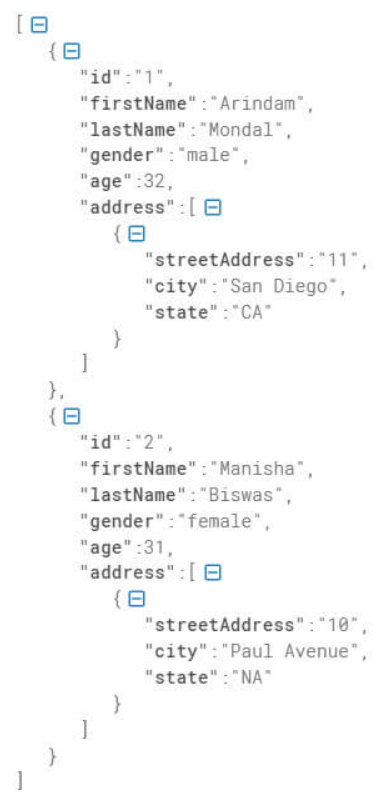 [
{
"id":"1",
"firstName":"Arindam",
"lastName":"Mondal",
"gender":"male",
"age":32,
"address":[
{
"streetAddress":"11",
"city":"San Diego",
"state":"CA"
}
]
},
{
"id":"2",
"firstName":"Manisha",
"lastName":"Biswas",
"gender":"female",
"age":31,
"address":[
{
"streetAddress":"10",
"city":"Paul Avenue",
"state":"NA"
}
]
}
]